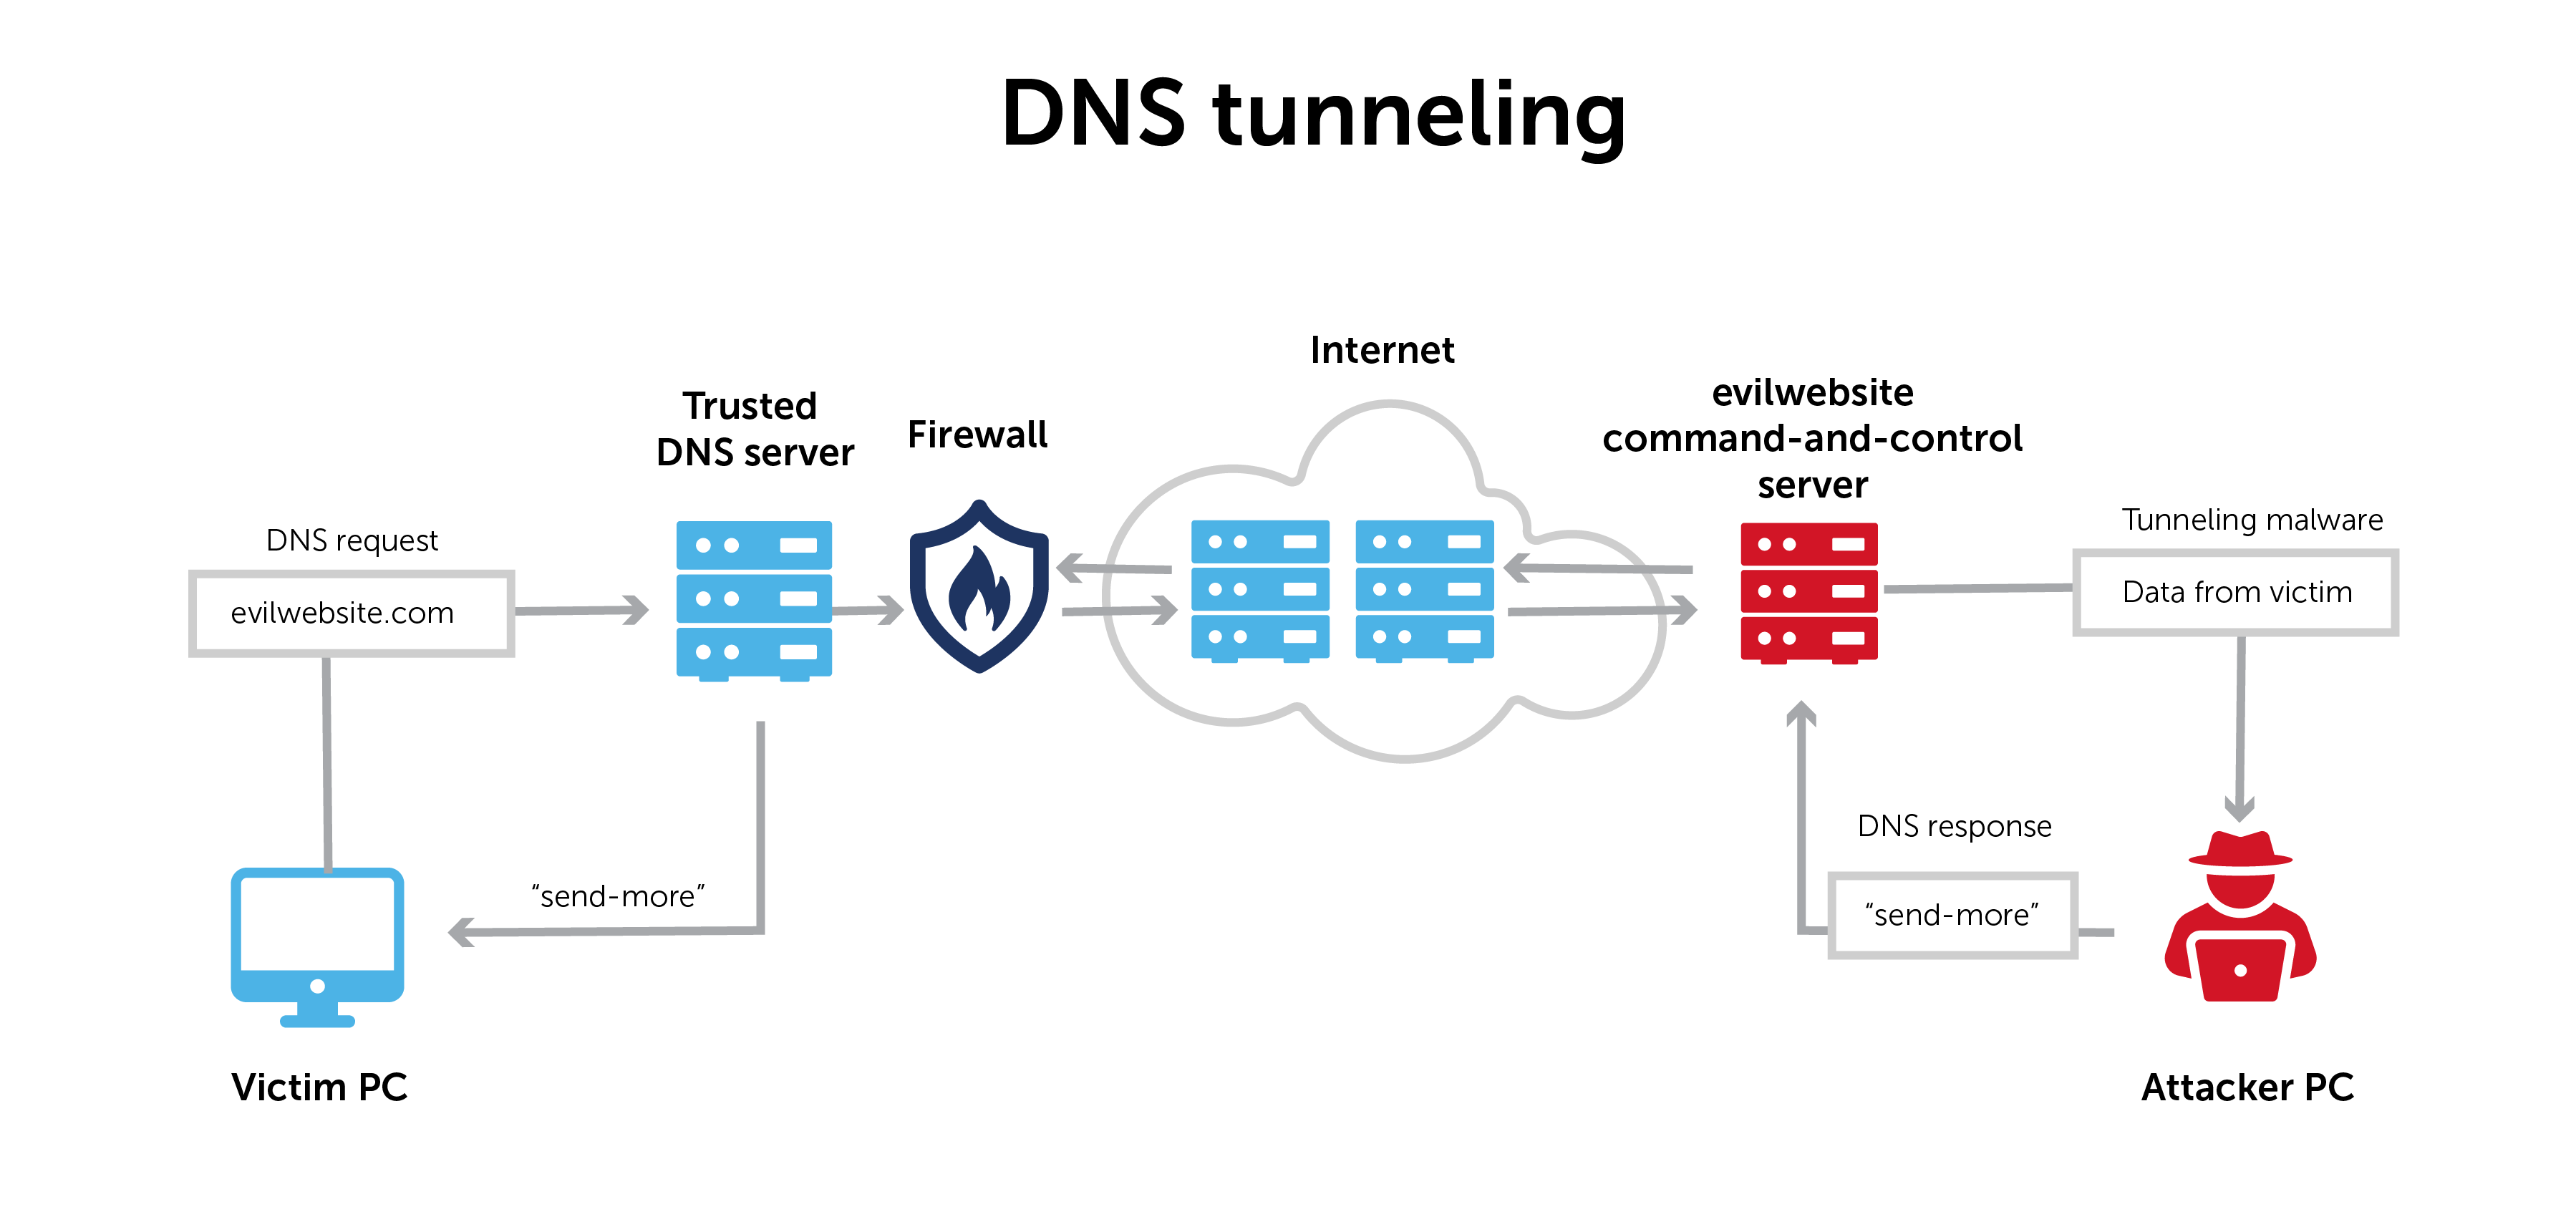 DNS tunneling
Internet
Trusted
DNS server
Firewall
evilwebsite
command-and-control
server
DNS request
evilwebsite.com
Tunneling malware
Data from victim
“send-more”
DNS response
“send-more”
Victim PC
Attacker PC